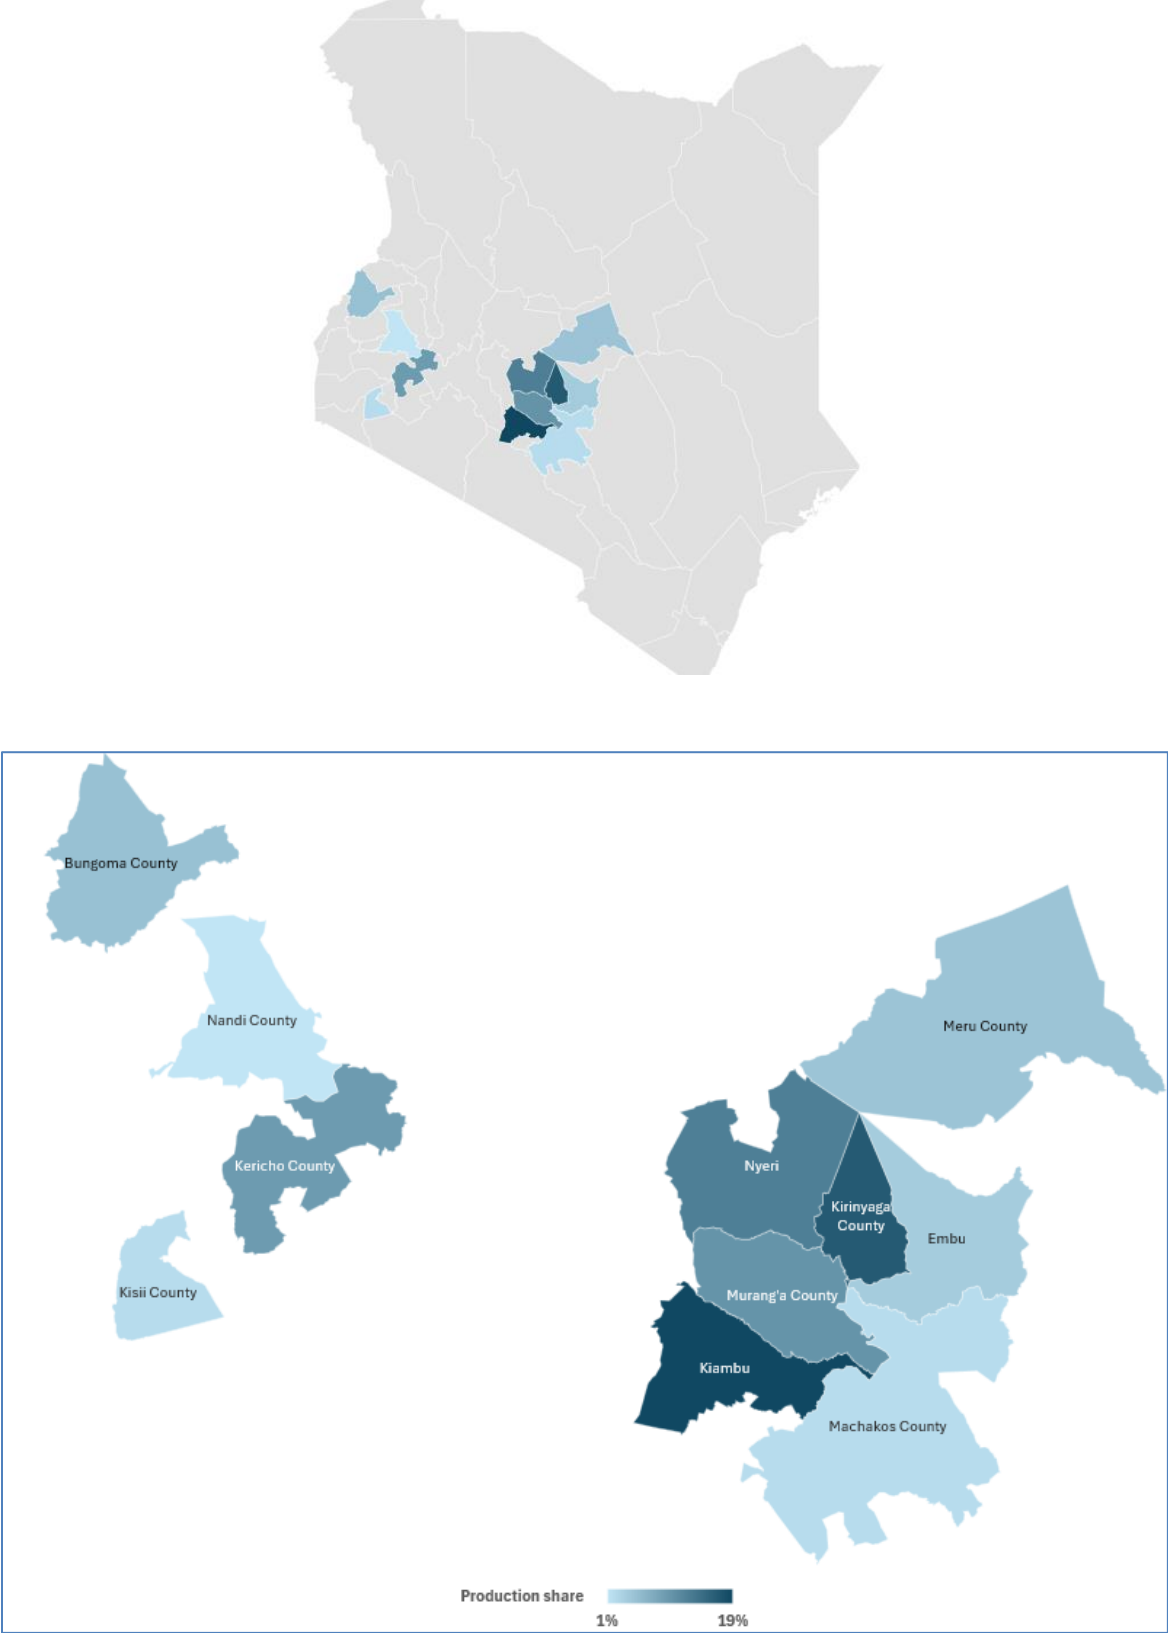 Bungoma County
Nandi County
Meru County
Kericho County
Nyeri
Kirinyaga
County
Embu
Kisii County
Murang'a County
Kiambu
Machakos County
Production share
1%
19%